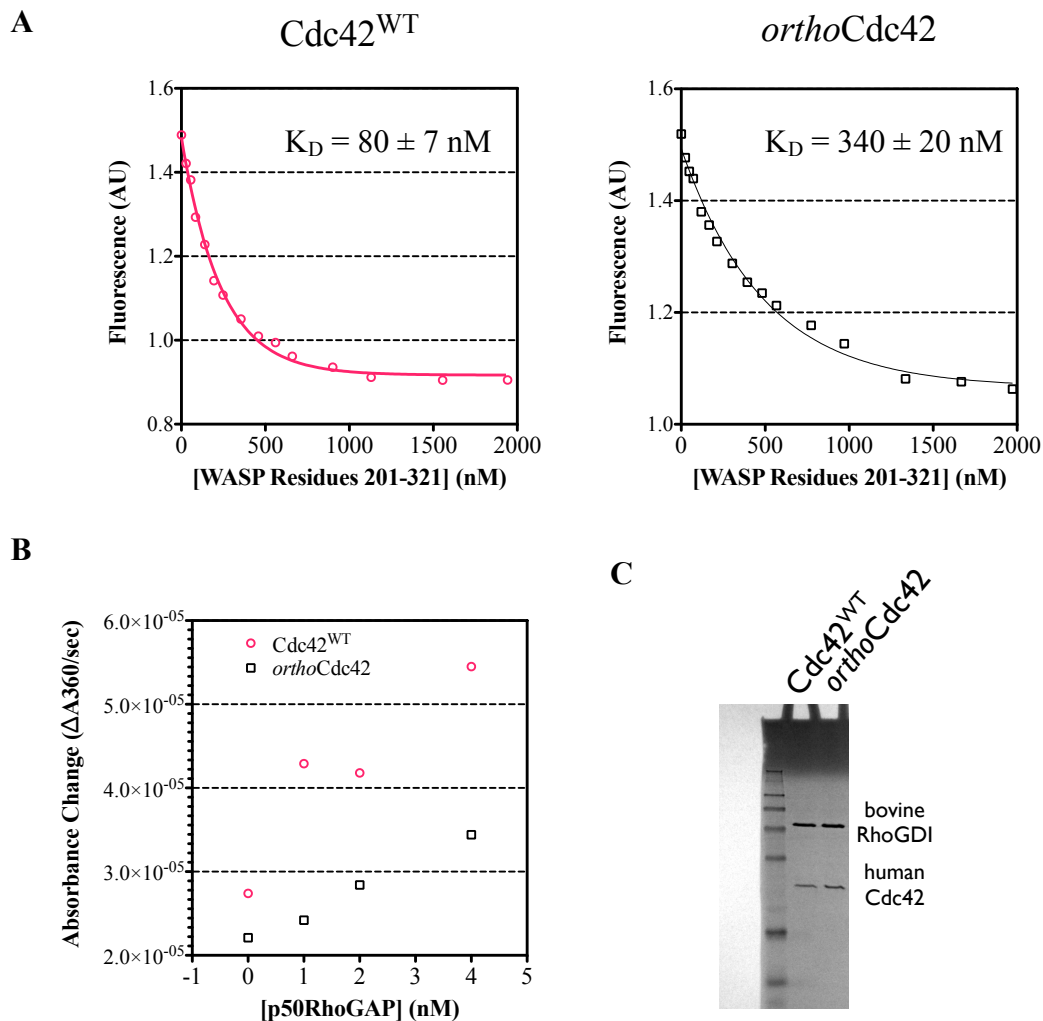 A
Cdc42WT
orthoCdc42
KD = 80 ± 7 nM
1.6
1.4
1.2
1.0
0.8
Fluorescence (AU)
0 500 1000 1500 2000
[WASP Residues 201-321] (nM)
KD = 340 ± 20 nM
1.6
1.4
1.2
1.0
Fluorescence (AU)
0 500 1000 1500 2000
[WASP Residues 201-321] (nM)
B
Cdc42WT
orthoCdc42
6.0×10-05
5.0×10-05
4.0×10-05
3.0×10-05
2.0×10-05
Absorbance Change (ΔA360/sec)
-1 0 1 2 3 4 5
[p50RhoGAP] (nM)
C
Cdc42WT
orthoCdc42
bovine
RhoGDI
human
Cdc42